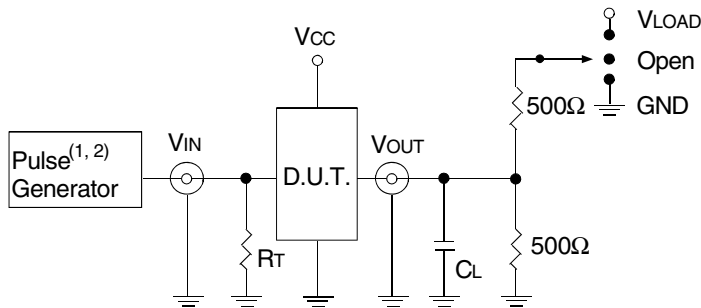 VLOAD
VCC
Open
500Ω
GND
VIN
VOUT
Pulse(1, 2)
Generator
D.U.T.
500Ω
RT
CL